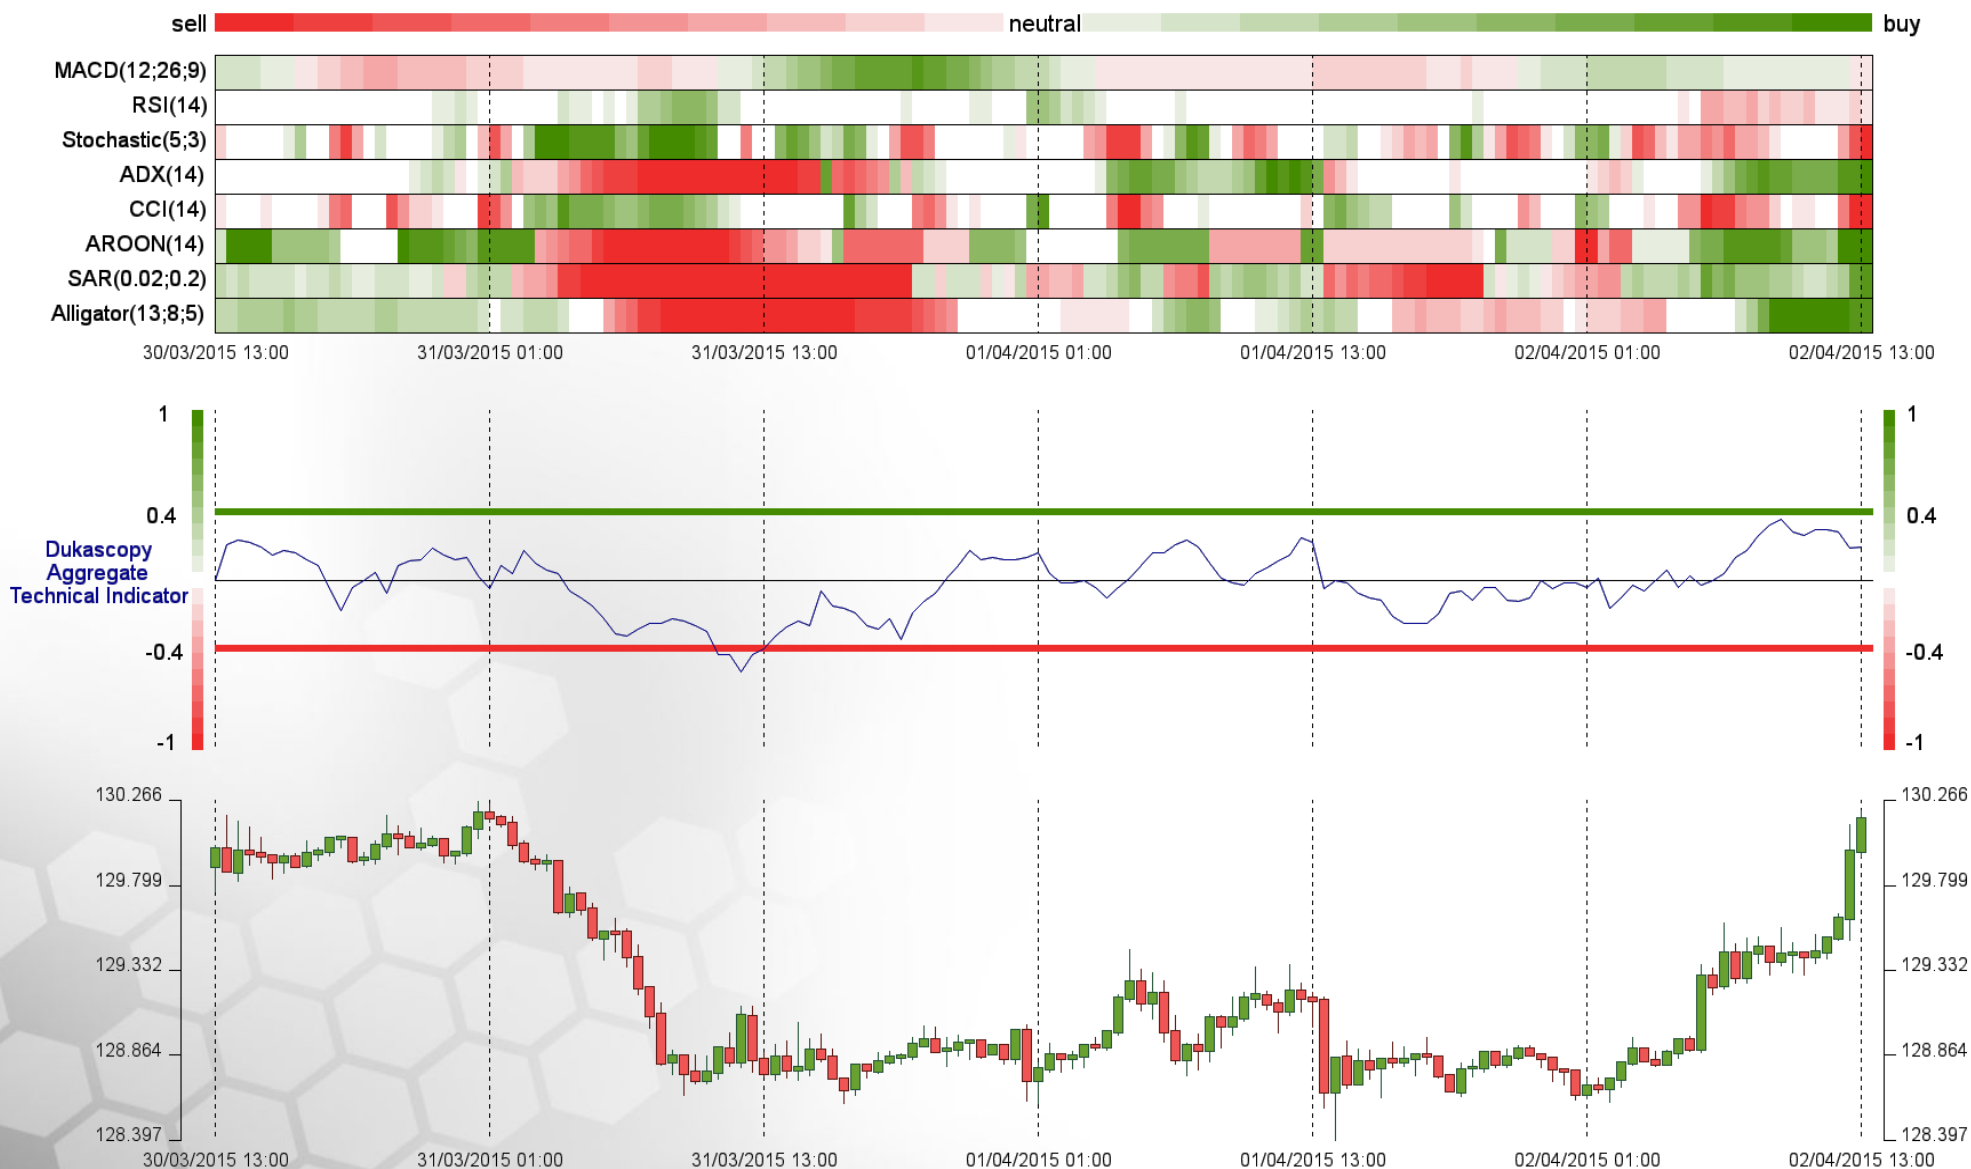 sell neutral buy
MACD(12;26;9)
RSI(14)
Stochastic(5;3)
ADX(14)
CCI(14)
AROON(14)
SAR(0.02;0.2)
Alligator(13;8;5)
30/03/2015 13:00 31/03/2015 01:00 31/03/2015 13:00 01/04/2015 01:00 01/04/2015 13:00 02/04/2015 01:00 02/04/2015 13:00
1 1
0.4 0.4
Dukascopy
Aggregate
Technical Indicator
-0.4 -0.4
-1 -1
130.266 130.266
129.799 129.799
129.332 129.332
128.864 128.864
128.397 128.397
30/03/2015 13:00 31/03/2015 01:00 31/03/2015 13:00 01/04/2015 01:00 01/04/2015 13:00 02/04/2015 01:00 02/04/2015 13:00